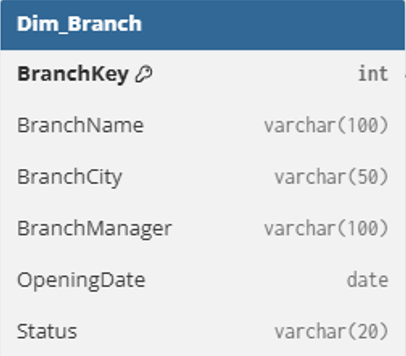 Dim_Branch
BranchKey int
BranchName varchar(100)
BranchCity varchar(50)
BranchManager varchar(100)
OpeningDate date
Status varchar(20)